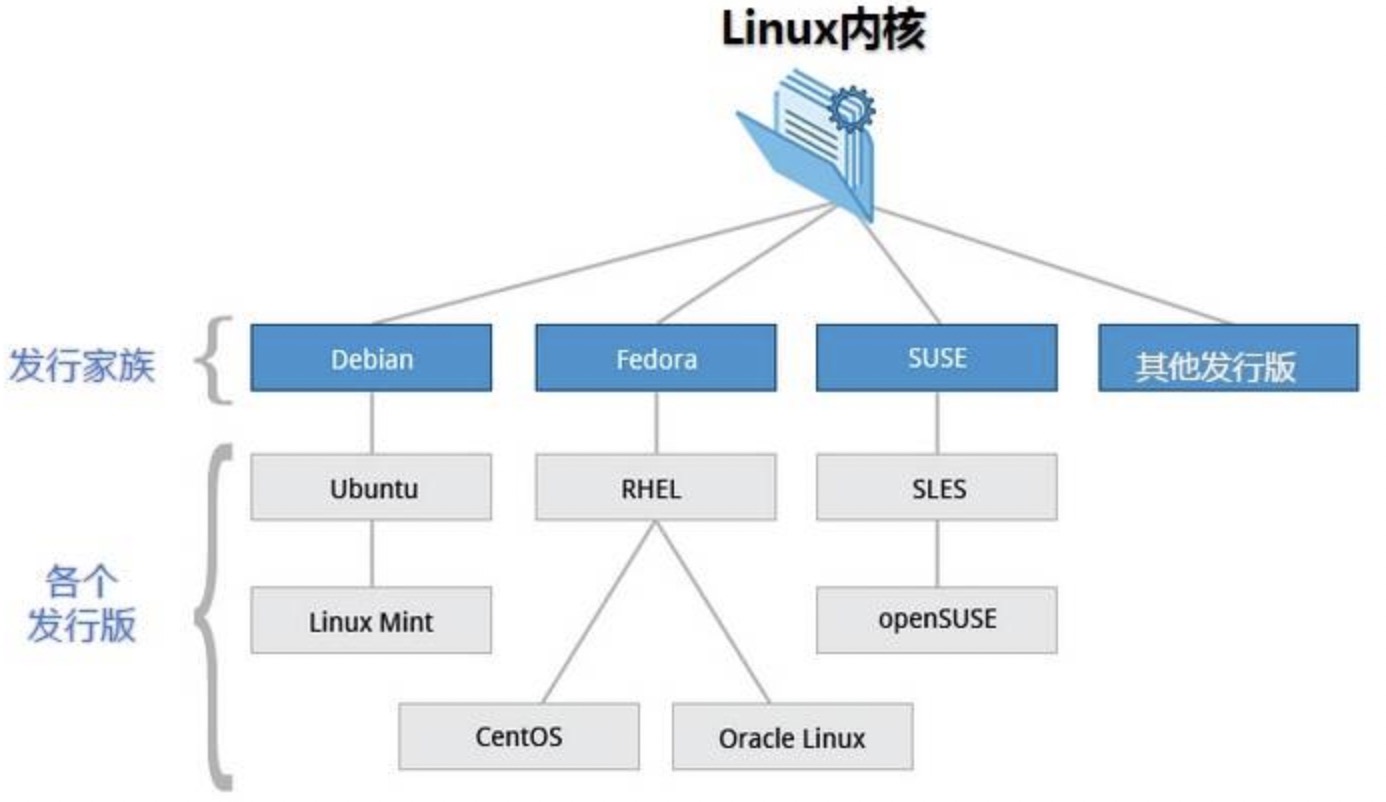 Linux内核
发行家族
Debian
Fedora
SUSE
其他发行版
各个
发行版
Ubuntu
RHEL
SLES
Linux Mint
openSUSE
CentOS
Oracle Linux